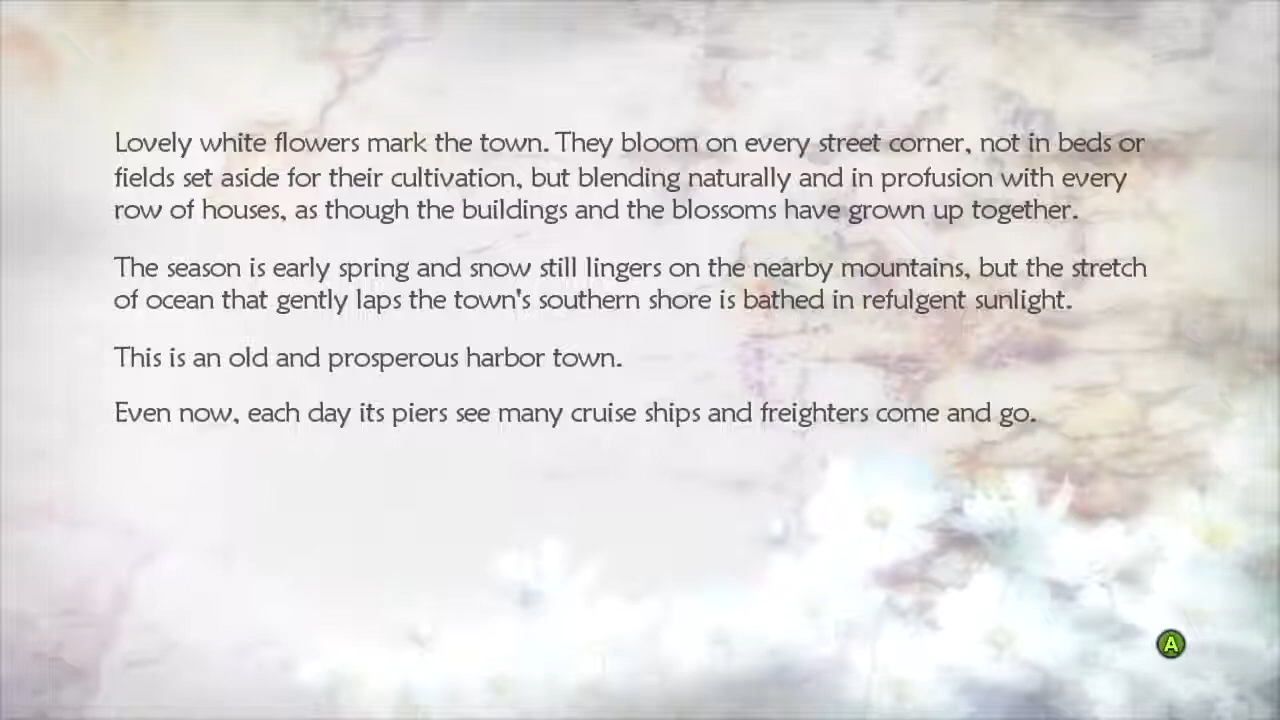 Lovely white flowers mark the town. They bloom on every street corner, not in beds or
fields set aside for their cultivation, but blending naturally and in profusion with every
row of houses, as though the buildings and the blossoms have grown up together.
The season is early spring and snow still lingers on the nearby mountains, but the stretch
of ocean that gently laps the town's southern shore is bathed in refulgent sunlight.
This is an old and prosperous harbor town.
Even now, each day its piers see many cruise ships and freighters come and go.
A